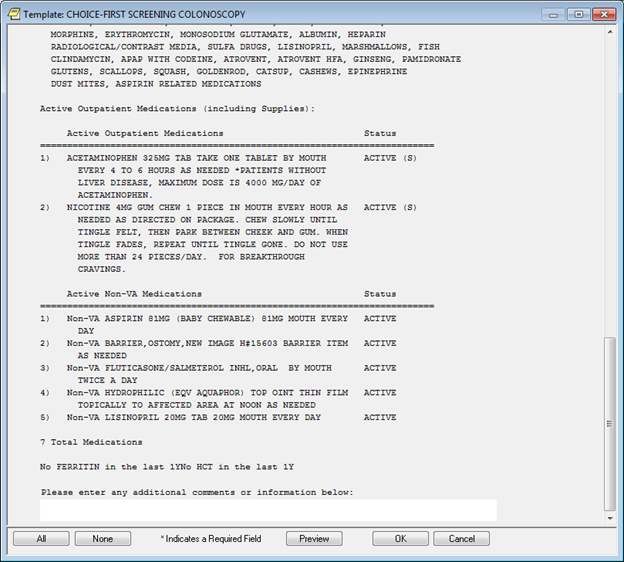 Template: CHOICE-FIRST SCREENING COLONOSCOPY
MORPHINE, ERYTHROMYCIN, MONOSODIUM GLUTAMATE, ALBUMIN, HEPARIN
RADIOLOGICAL/CONTRAST MEDIA, SULFA DRUGS, LISINOPRIL, MARSHMALLOWS, FISH
CLINDAMYCIN, APAP WITH CODEINE, ATROVENT, ATROVENT HFA, GINSENG, PAMIDRONATE
GLUTENS, SCALLOPS, SQUASH, GOLDENROD, CATSUP, CASHEWS, EPINEPHRINE
DUST MITES, ASPIRIN RELATED MEDICATIONS
Active Outpatient Medications (including Supplies):
Active Outpatient Medications Status
=========================================================================
1) ACETAMINOPHEN 325MG TAB TAKE ONE TABLET BY MOUTH ACTIVE (S)
EVERY 4 TO 6 HOURS AS NEEDED *PATIENTS WITHOUT
LIVER DISEASE, MAXIMUM DOSE IS 4000 MG/DAY OF
ACETAMINOPHEN.
2) NICOTINE 4MG GUM CHEW 1 PIECE IN MOUTH EVERY HOUR AS ACTIVE (S)
NEEDED AS DIRECTED ON PACKAGE. CHEW SLOWLY UNTIL
TINGLE FELT, THEN PARK BETWEEN CHEEK AND GUM. WHEN
TINGLE FADES, REPEAT UNTIL TINGLE GONE. DO NOT USE
MORE THAN 24 PIECES/DAY. FOR BREAKTHROUGH
CRAVINGS.
Active Non-VA Medications Status
=========================================================================
1) Non-VA ASPIRIN 81MG (BABY CHEWABLE) 81MG MOUTH EVERY ACTIVE
DAY
2) Non-VA BARRIER,OSTOMY,NEW IMAGE H#15603 BARRIER ITEM ACTIVE
AS NEEDED
3) Non-VA FLUTICASONE/SALMETEROL INHL,ORAL BY MOUTH ACTIVE
TWICE A DAY
4) Non-VA HYDROPHILIC (EQV AQUAPHOR) TOP OINT THIN FILM ACTIVE
TOPICALLY TO AFFECTED AREA AT NOON AS NEEDED
5) Non-VA LISINOPRIL 20MG TAB 20MG MOUTH EVERY DAY ACTIVE
7 Total Medications
No FERRITIN in the last 1YNo HCT in the last 1Y
Please enter any additional comments or information below:
All None * Indicates a Required Field Preview OK Cancel